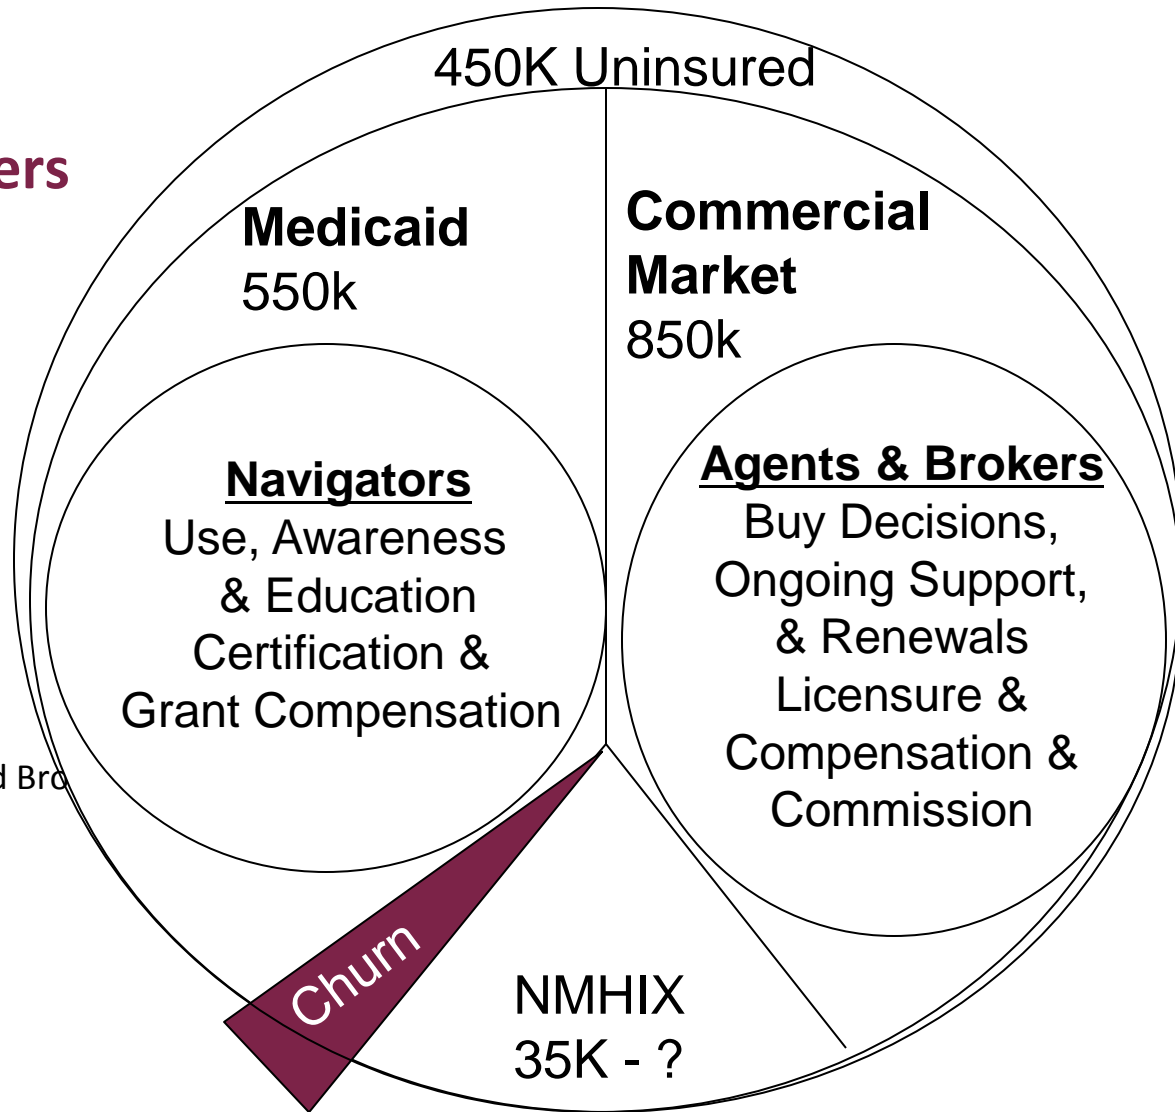 450K Uninsured
ers
Medicaid
550k
Commercial
Market
850k
Navigators
Use, Awareness
& Education
Certification &
Grant Compensation
Agents & Brokers
Buy Decisions,
Ongoing Support,
& Renewals
Licensure &
Compensation &
Commission
d Bro
Churn
NMHIX
35K - ?